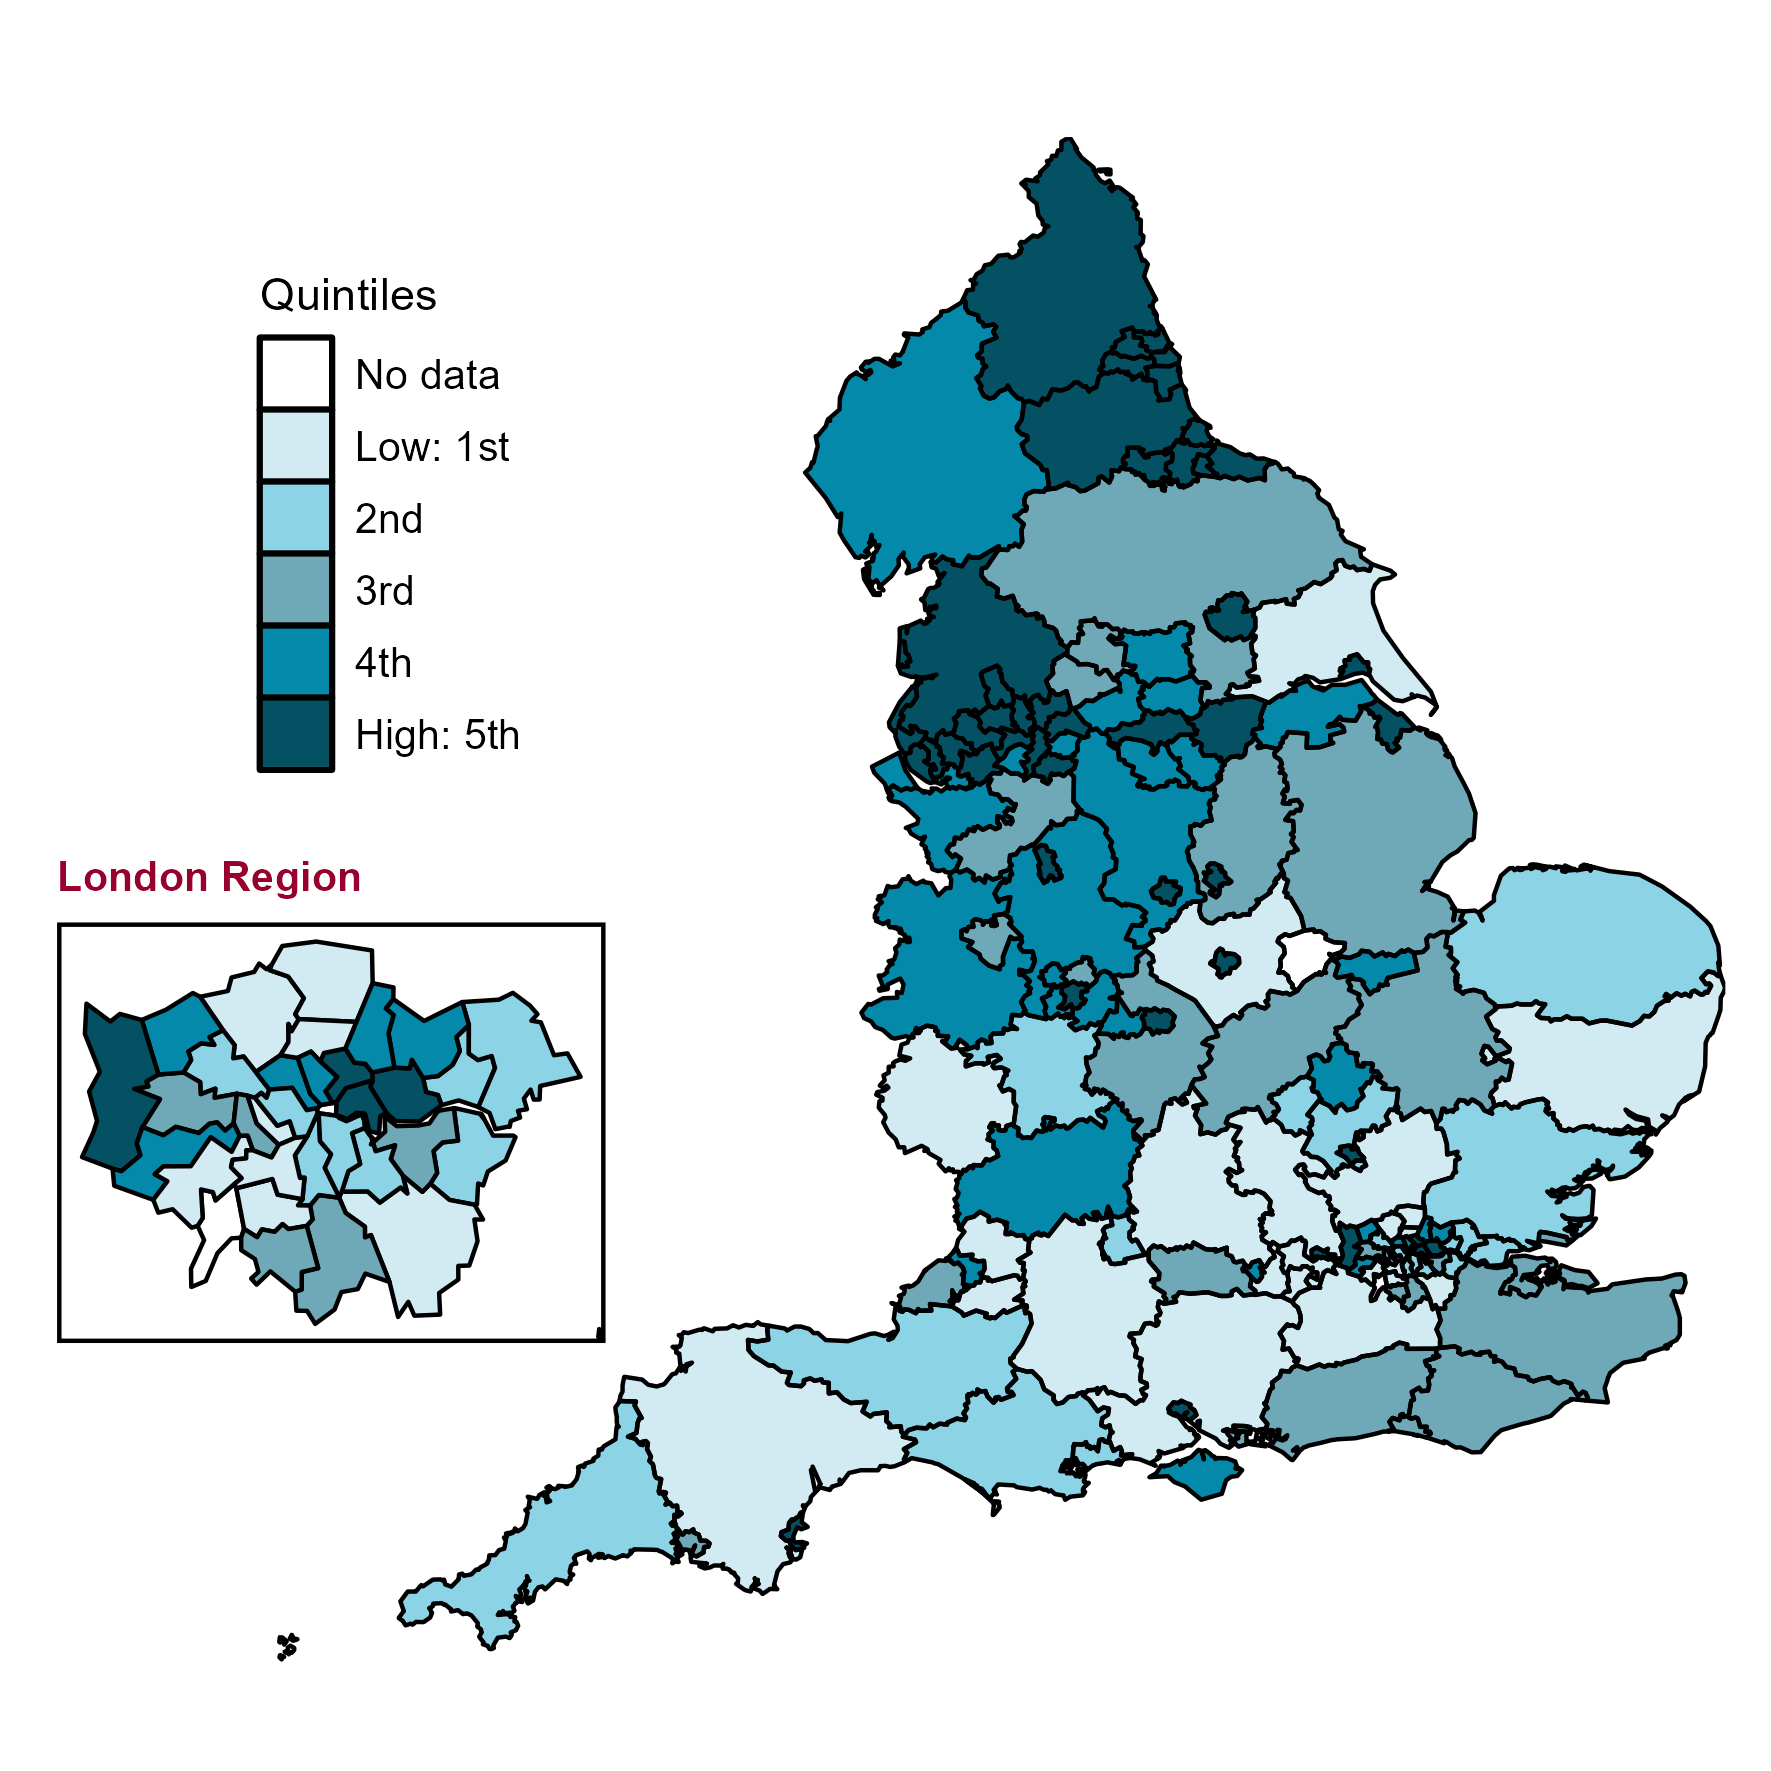 Quintiles
No data
Low: 1st
2nd
3rd
4th
High: 5th
London Region